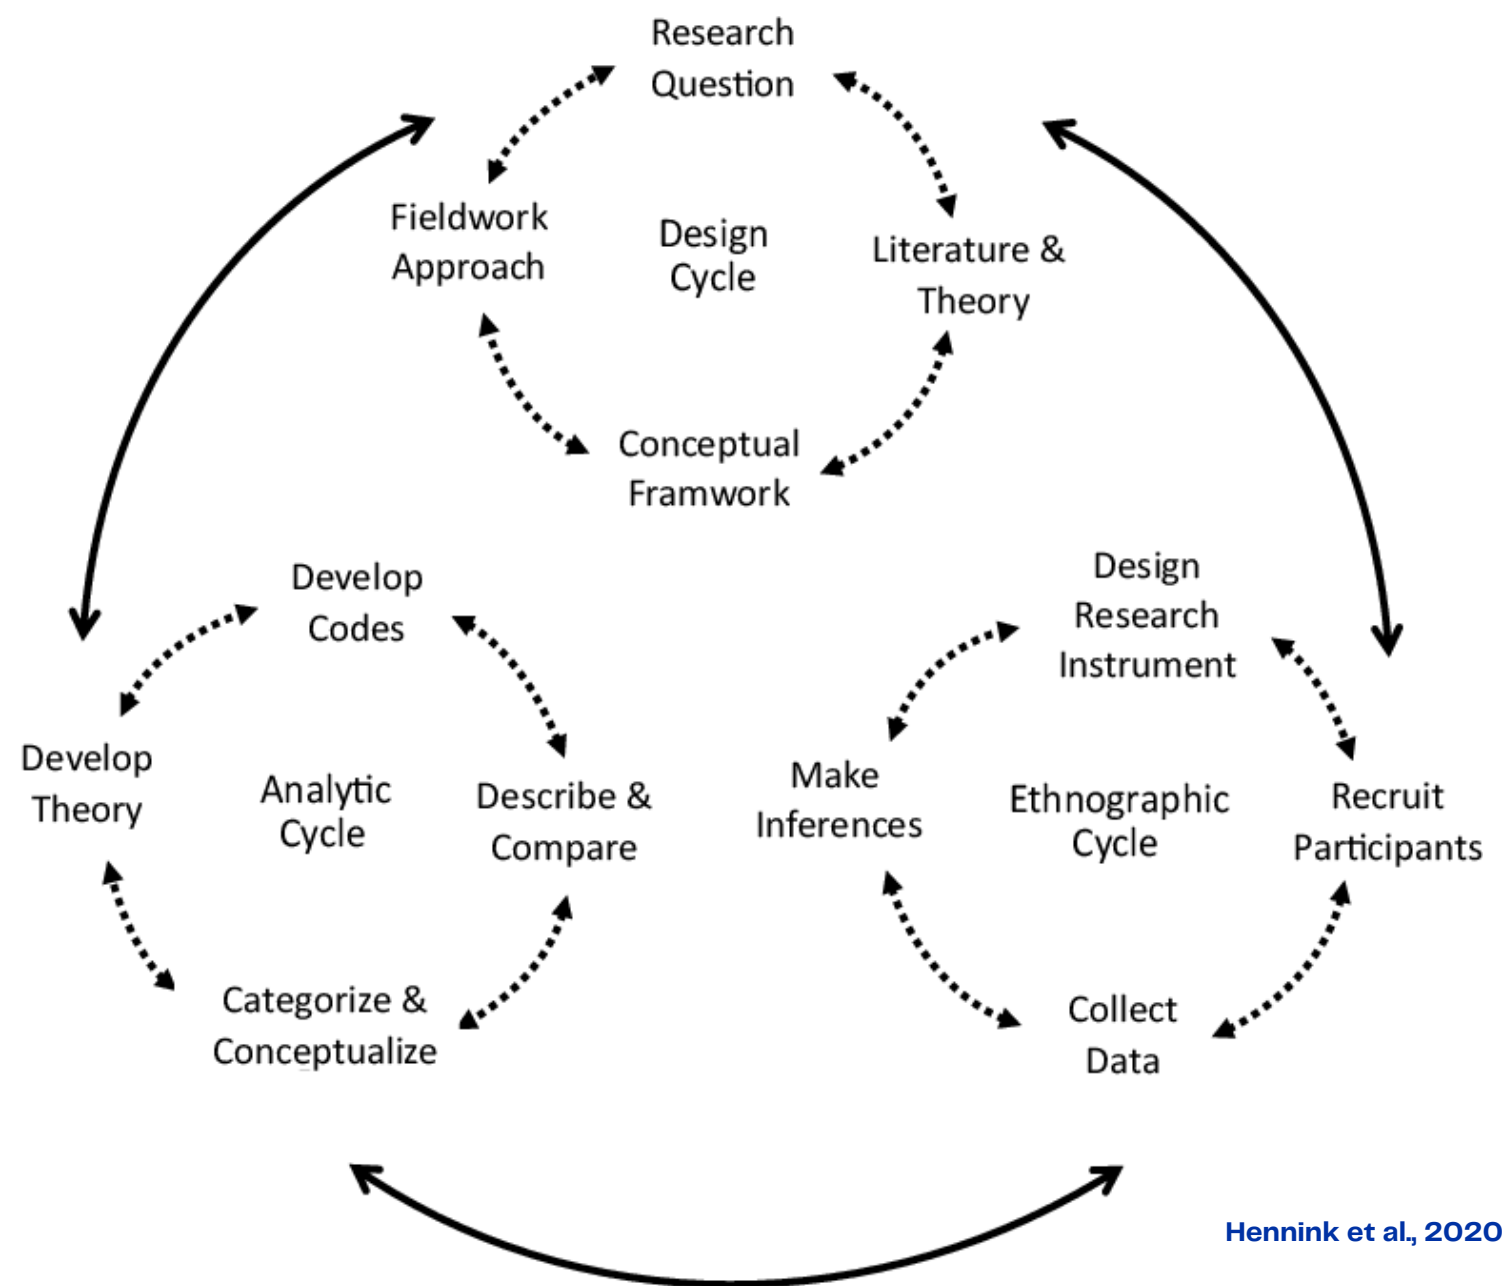 Research
Question
Fieldwork
Approach
Design
Cycle
Literature &
Theory
Conceptual
Framwork
Develop
Codes
Develop
Theory
Analytic
Cycle
Describe &
Compare
Categorize &
Conceptualize
Design
Research
Instrument
Make
Inferences
Ethnographic
Cycle
Recruit
Participants
Collect
Data
Hennink et al., 2020